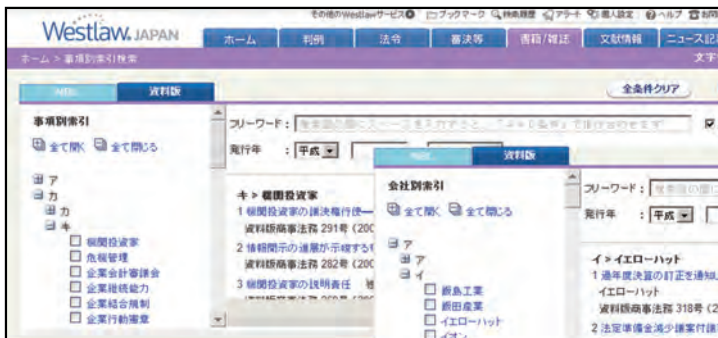 その他のWestlawサービス ブックマーク 検索履歴 アラート 個人設定 ヘルプ
Westlaw. JAPAN
ホーム 判例 法令 審決等 書籍/雑誌 文献情報 ニュース記
ホーム > 事項別索引検索
文字
資料版
全条件クリア
事項別索引
全て開く 全て閉じる
ア
カ
カ
キ
機関投資家
危機管理
企業会計審議会
企業継続能力
企業結合規制
企業行動憲章
フリーワード:
発行年 : 平成
キ > 機関投資家
1 機関投資家の議決権行使
資料版商事法務 291号 (200
2 情報開示の進展が示唆する
資料版商事法務 282号 (200
3 機関投資家の説明責任
資料版
会社別索引
全て開く 全て閉じる
ア
ア
イ
飯島工業
飯田産業
イエローハット
イオン
フリーワード:
発行年 : 平成
イ > イエローハット
1 過年度決算の訂正を通知し
イエローハット
資料版商事法務 318号 (2
2 法定準備金減少議案付議